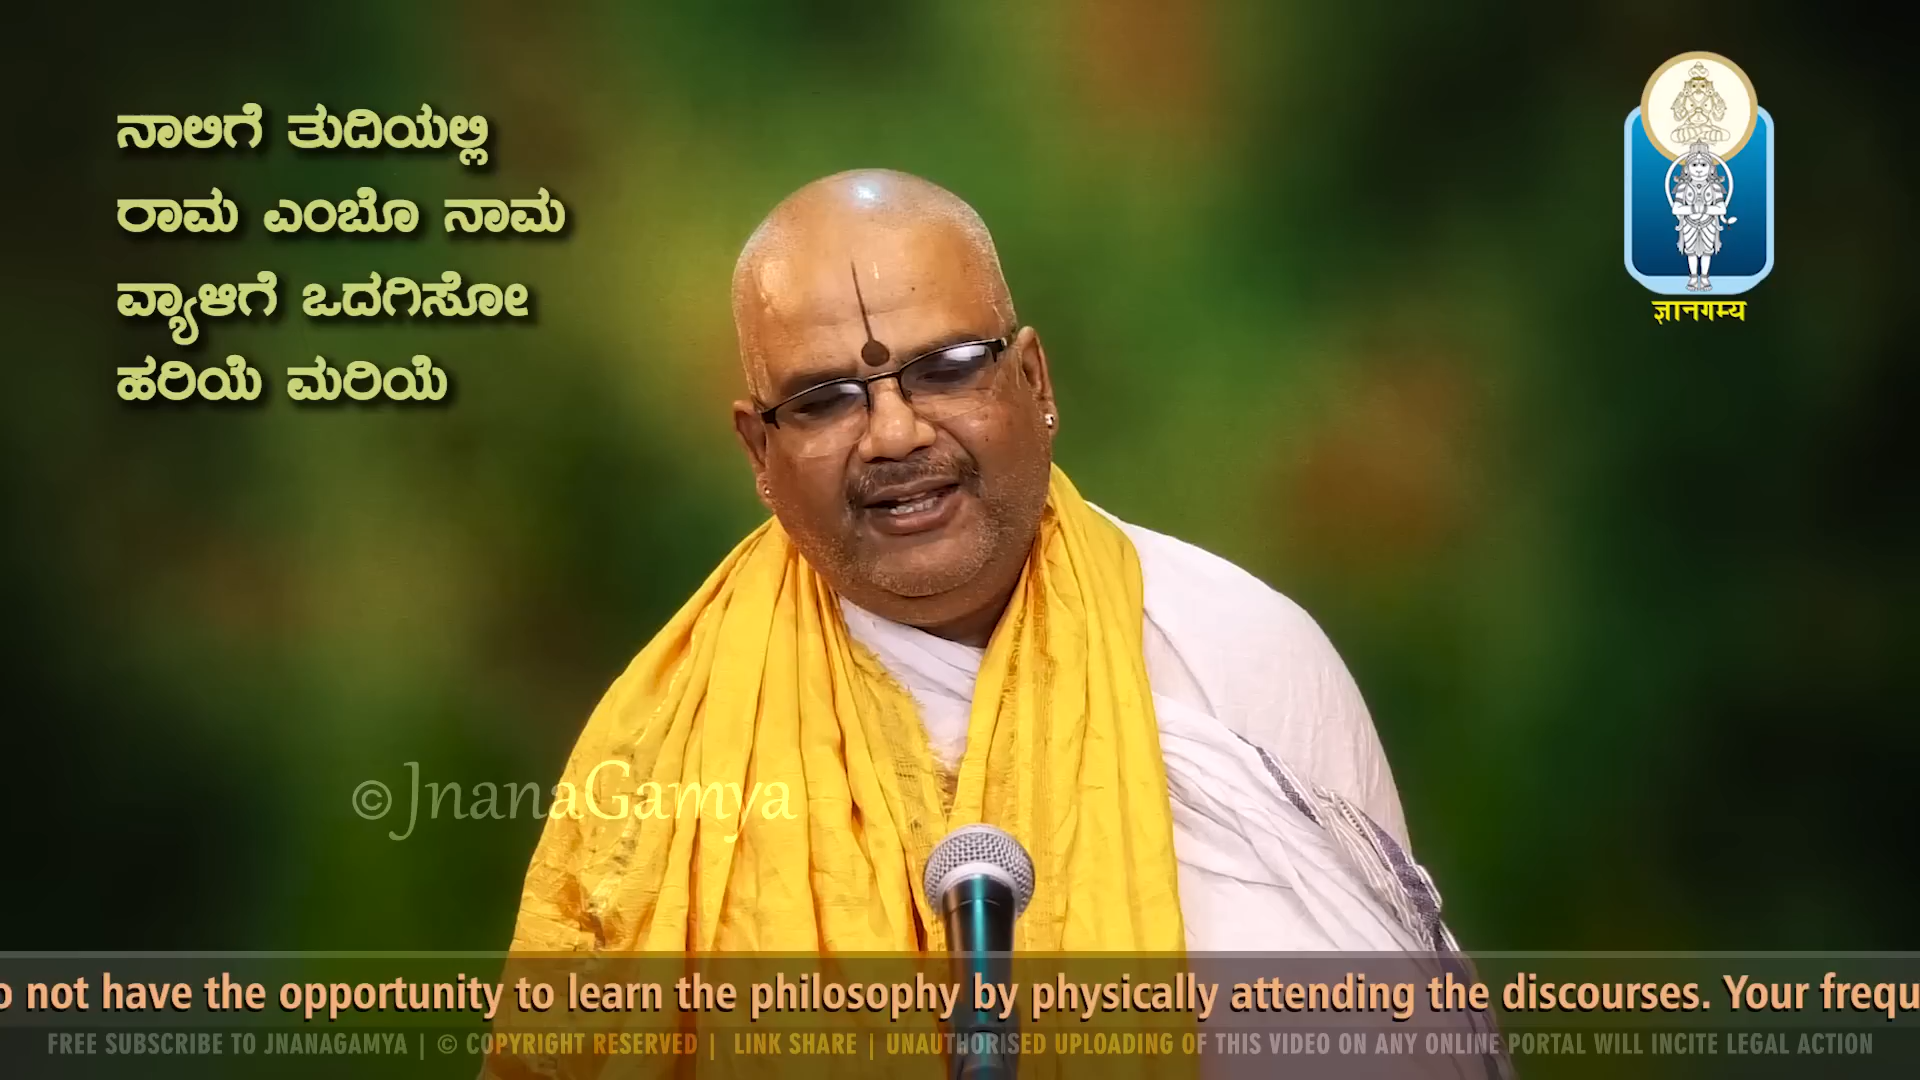 ನಾಲಿಗೆ ತುದಿಯಲ್ಲಿ
ರಾಮ ಎಂಬೊ ನಾಮ
ವ್ಯಾಳಿಗೆ ಒದಗಿಸೋ
ಹರಿಯೆ ಮರಿಯೆ
ज्ञानगम्य
©JnanaGamya
o not have the opportunity to learn the philosophy by physically attending the discourses. Your frequ
FREE SUBSCRIBE TO JNANAGAMYA | © COPYRIGHT RESERVED | LINK SHARE | UNAUTHORISED UPLOADING OF THIS VIDEO ON ANY ONLINE PORTAL WILL INCITE LEGAL ACTION